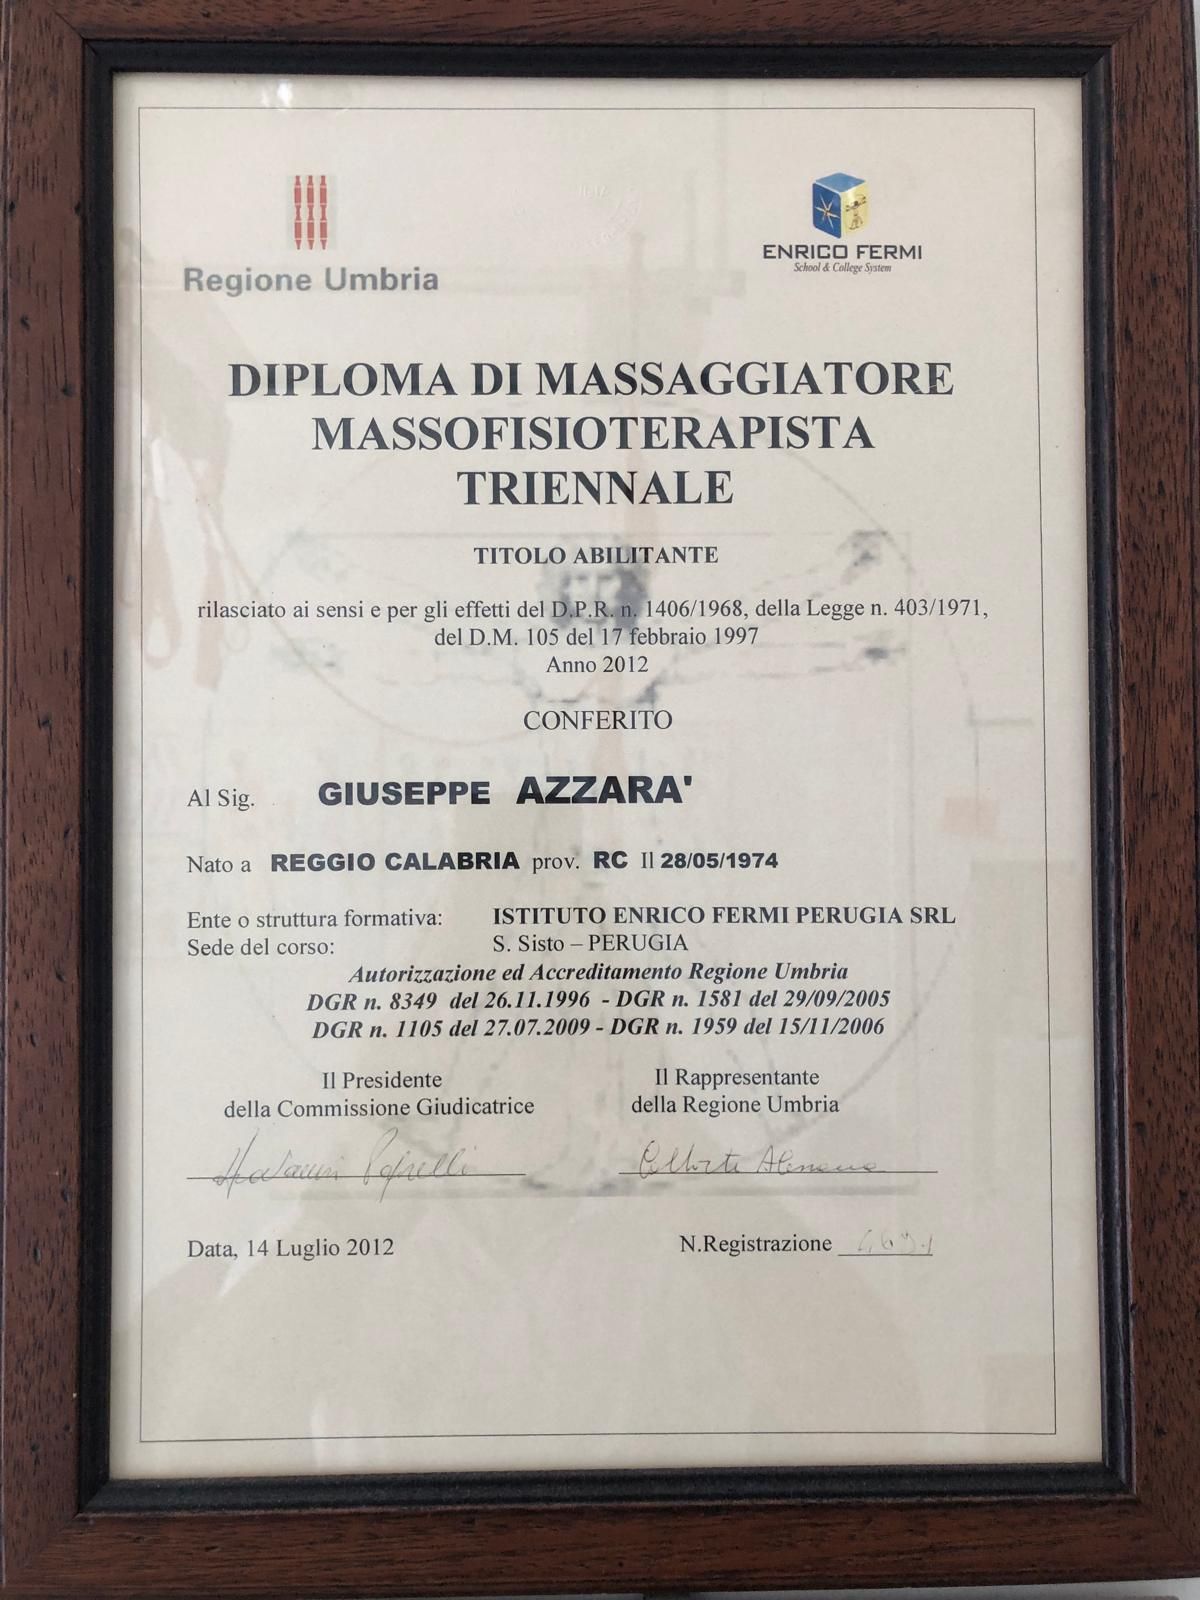 Regione Umbria
ENRICO FERMI
School & College System
DIPLOMA DI MASSAGGIATORE
MASSOFISIOTERAPISTA
TRIENNALE
TITOLO ABILITANTE
rilasciato ai sensi e per gli effetti del D.P.R. n. 1406/1968, della Legge n. 403/1971,
del D.M. 105 del 17 febbraio 1997
Anno 2012
CONFERITO
Al Sig. GIUSEPPE AZZARA'
Nato a REGGIO CALABRIA prov. RC Il 28/05/1974
Ente o struttura formativa: ISTITUTO ENRICO FERMI PERUGIA SRL
Sede del corso: S. Sisto – PERUGIA
Autorizzazione ed Accreditamento Regione Umbria
DGR n. 8349 del 26.11.1996 - DGR n. 1581 del 29/09/2005
DGR n. 1105 del 27.07.2009 - DGR n. 1959 del 15/11/2006
Il Presidente
della Commissione Giudicatrice
Il Rappresentante
della Regione Umbria
Data, 14 Luglio 2012
N.Registrazione